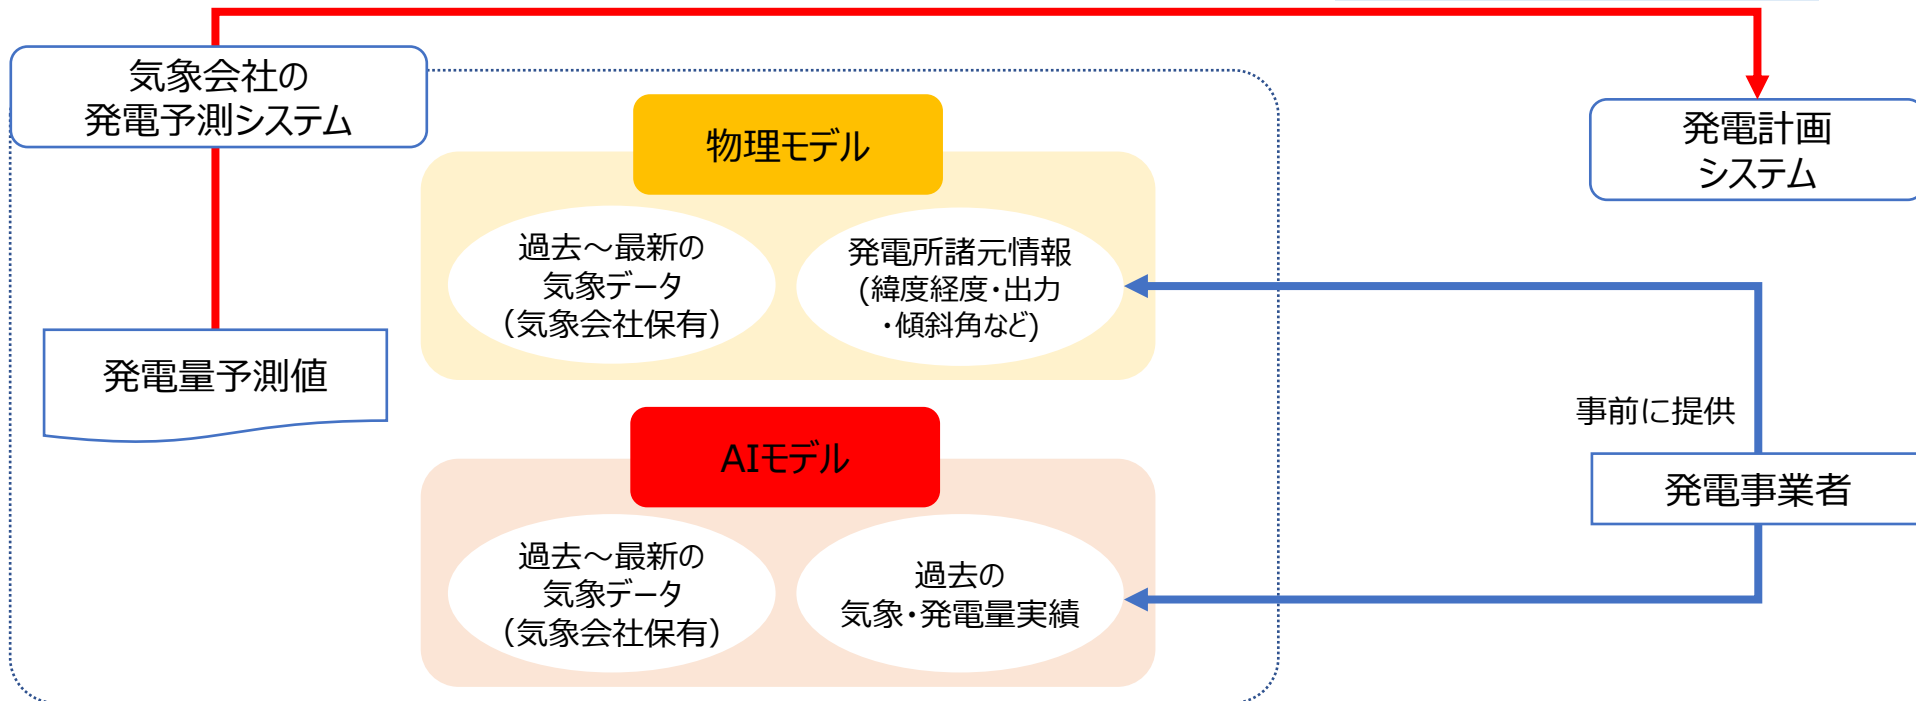 気象会社の
発電予測システム
発電計画
システム
物理モデル
過去～最新の
気象データ
（気象会社保有）
発電所諸元情報
(緯度経度・出力
・傾斜角など)
発電量予測値
事前に提供
AIモデル
発電事業者
過去～最新の
気象データ
（気象会社保有）
過去の
気象・発電量実績